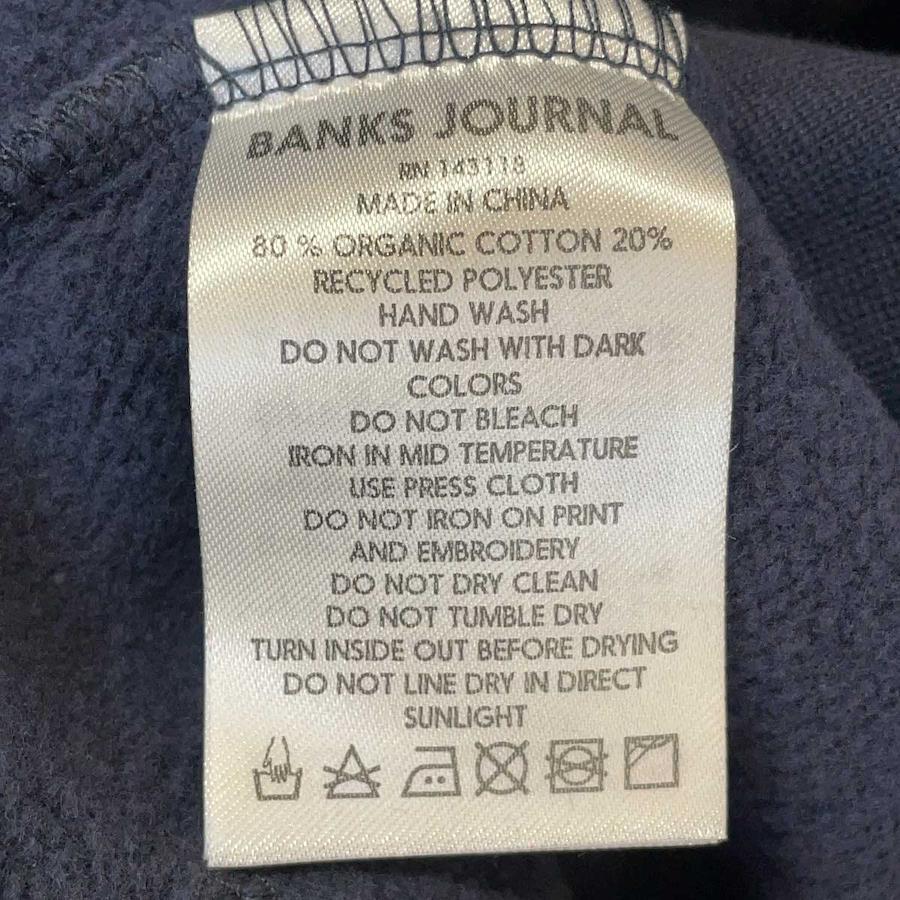 BANKS JOURNAL
RN 143118
MADE IN CHINA
80 % ORGANIC COTTON 20%
RECYCLED POLYESTER
HAND WASH
DO NOT WASH WITH DARK
COLORS
DO NOT BLEACH
IRON IN MID TEMPERATURE
USE PRESS CLOTH
DO NOT IRON ON PRINT
AND EMBROIDERY
DO NOT DRY CLEAN
DO NOT TUMBLE DRY
TURN INSIDE OUT BEFORE DRYING
DO NOT LINE DRY IN DIRECT
SUNLIGHT